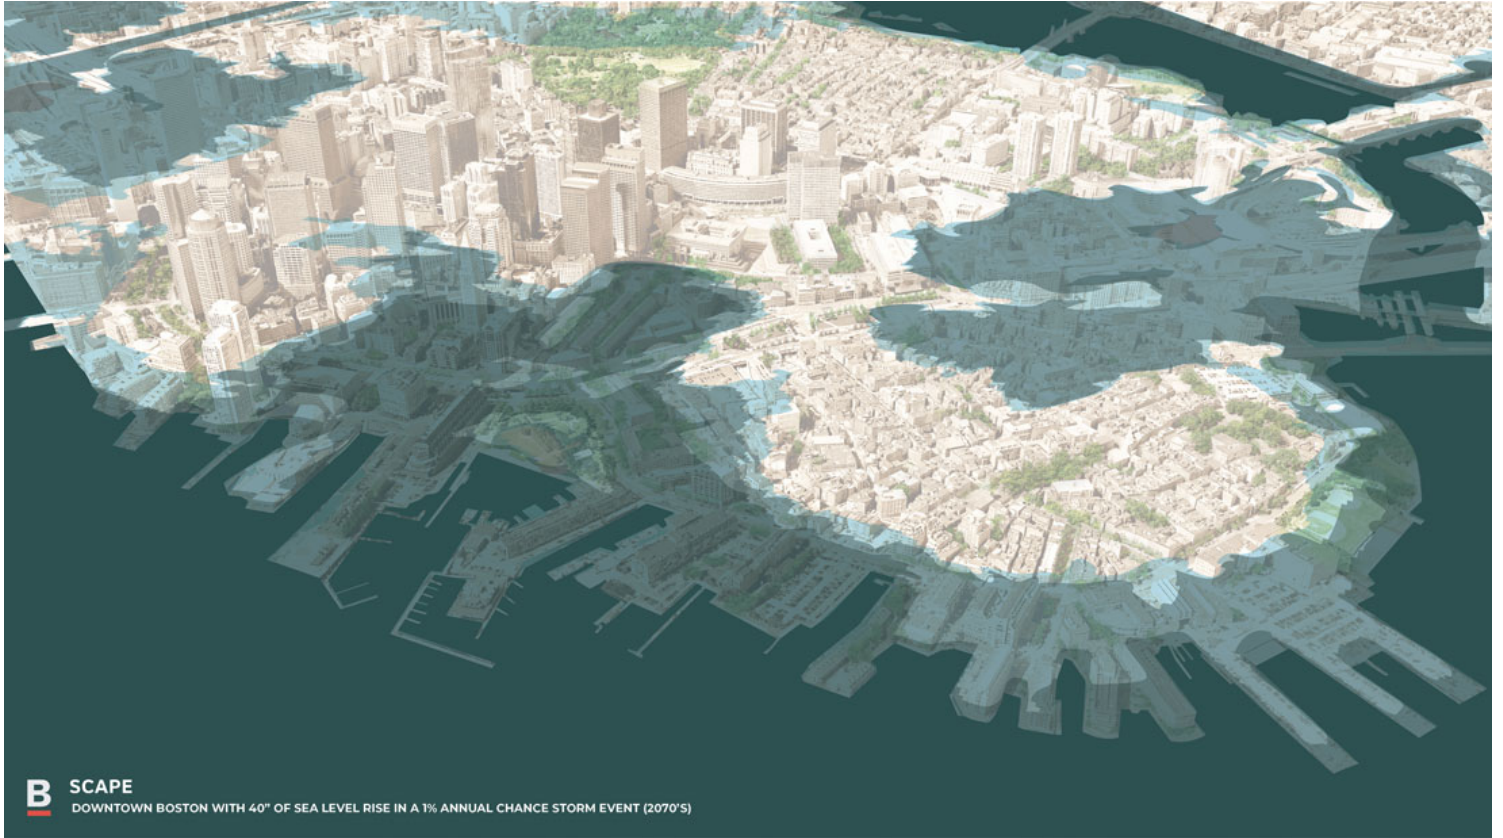 B SCAPE
DOWNTOWN BOSTON WITH 40" OF SEA LEVEL RISE IN A 1% ANNUAL CHANCE STORM EVENT (2070'S)